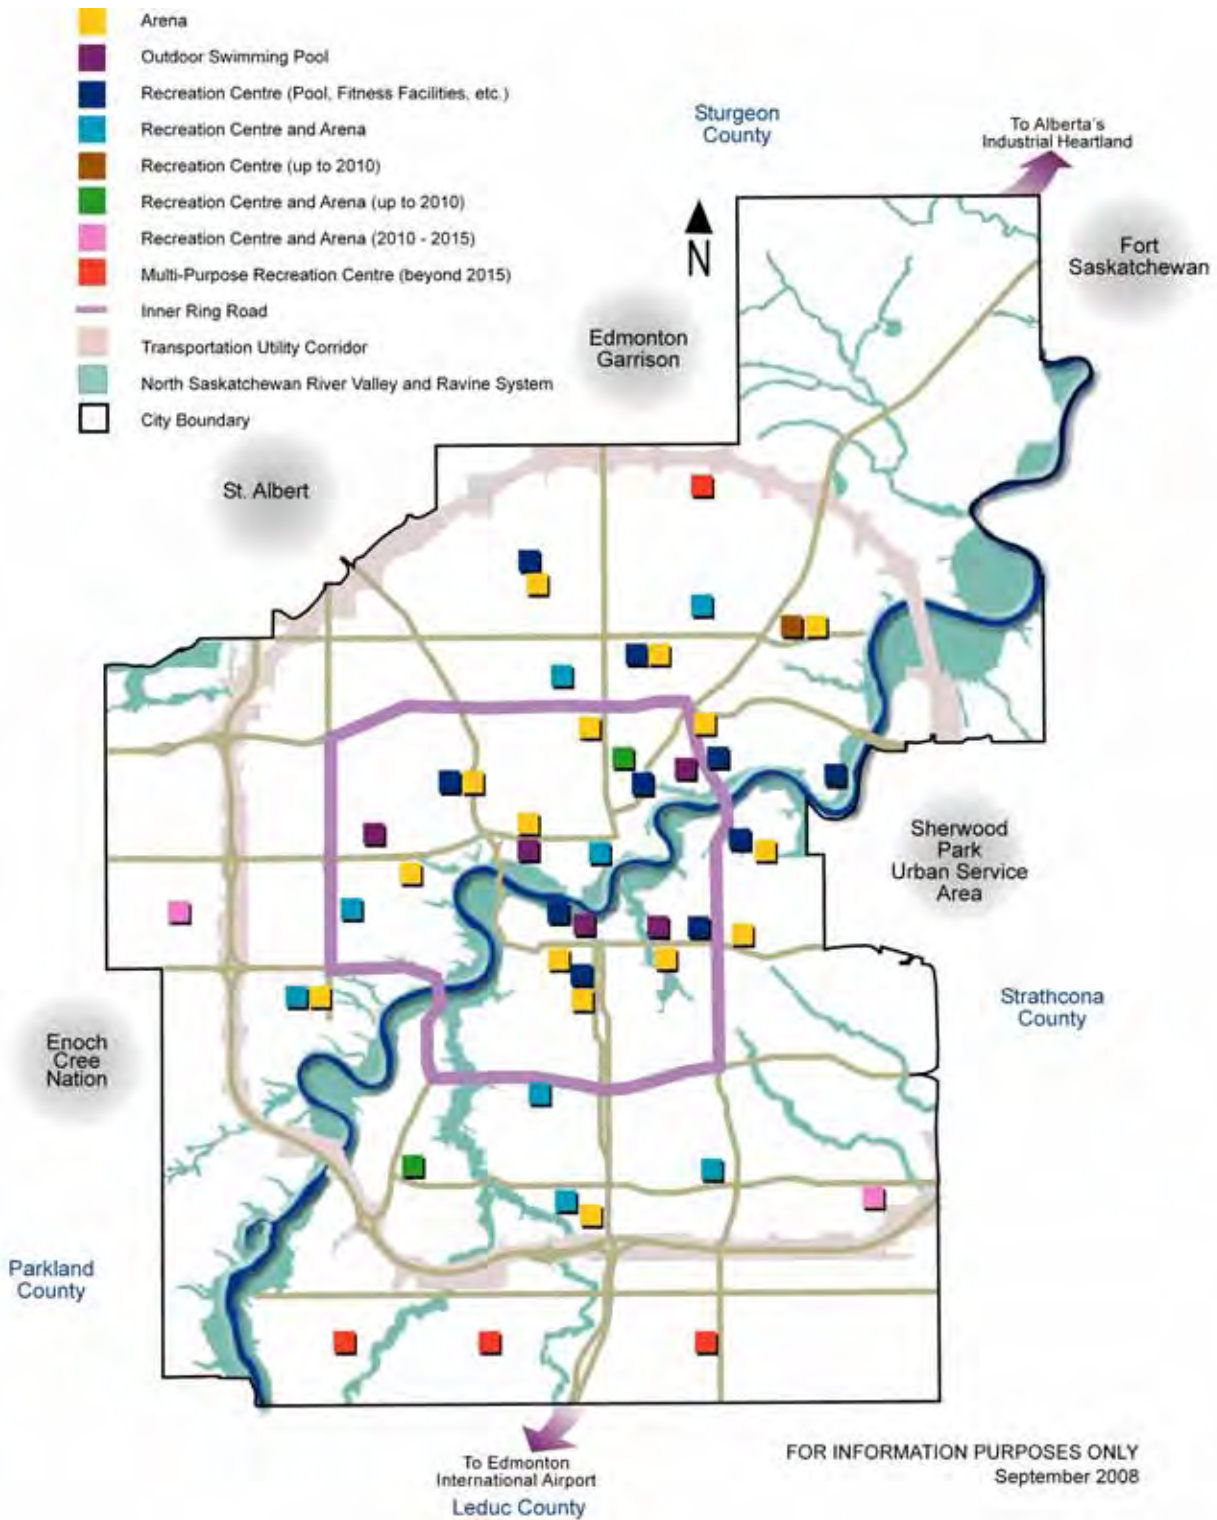 Arena
Outdoor Swimming Pool
Recreation Centre (Pool, Fitness Facilities, etc.)
Recreation Centre and Arena
Recreation Centre (up to 2010)
Recreation Centre and Arena (up to 2010)
Recreation Centre and Arena (2010 - 2015)
Multi-Purpose Recreation Centre (beyond 2015)
Inner Ring Road
Transportation Utility Corridor
North Saskatchewan River Valley and Ravine System
City Boundary
Sturgeon
County
To Alberta's
Industrial Heartland
N
Fort
Saskatchewan
Edmonton
Garrison
St. Albert
Sherwood
Park
Urban Service
Area
Strathcona
County
Enoch
Cree
Nation
Parkland
County
To Edmonton
International Airport
Leduc County
FOR INFORMATION PURPOSES ONLY
September 2008